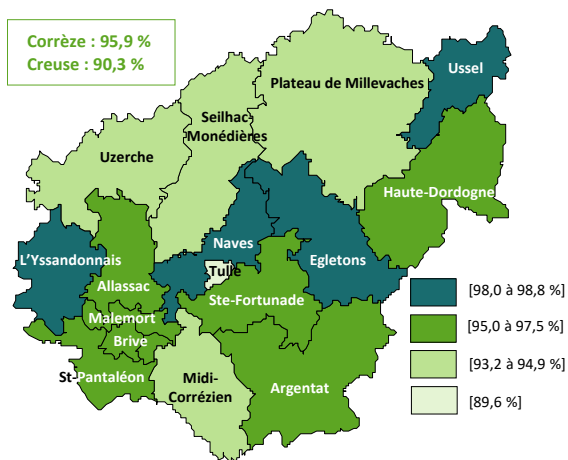 Corrèze : 95,9 %
Creuse : 90,3 %
Ussel
Plateau de Millevaches
Seilhac-
Monédières
Uzerche
Haute-Dordogne
Naves
L'Yssandonnais
Tulle
Egletons
Allassac
Ste-Fortunade
Malemort
Brive
St-Pantaléon
Midi-
Corrézien
Argentat
[98,0 à 98,8 %]
[95,0 à 97,5 %]
[93,2 à 94,9 %]
[89,6 %]